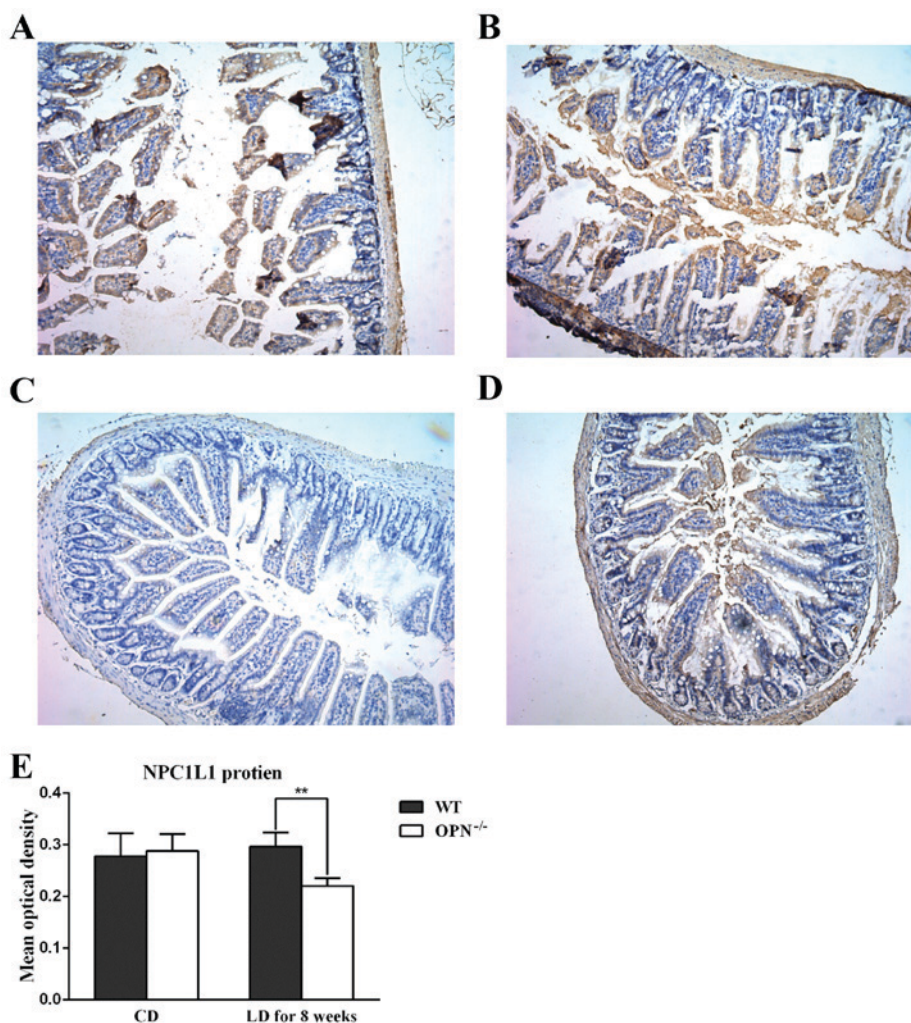 A
B
C
D
E
NPC1L1 protien
0.4
0.3
0.2
0.1
0.0
Mean optical density
**
WT
OPN-/-
CD
LD for 8 weeks